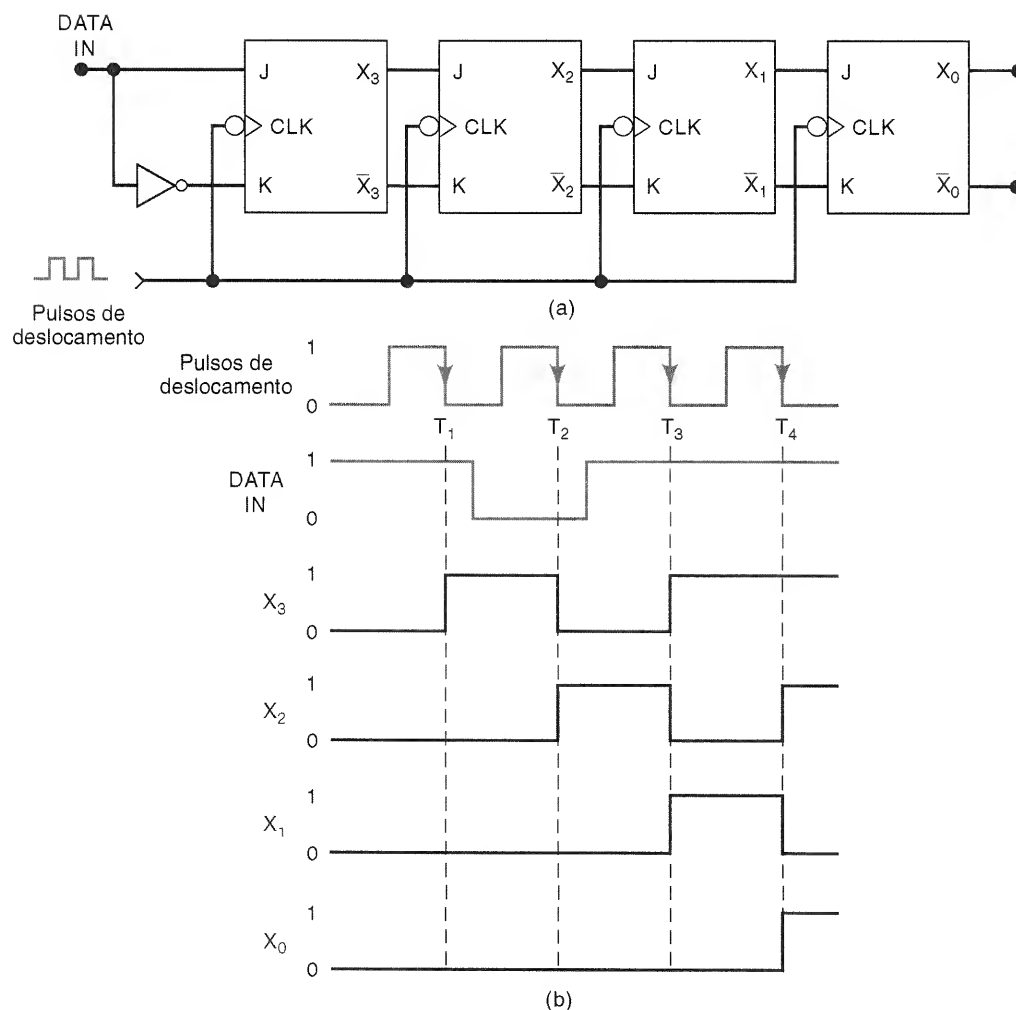 DATA
IN
J X₃ J X₂ J X₁ J X₀
CLK CLK CLK CLK
K X̅₃ K X̅₂ K X̅₁ K X̅₀
(a)
Pulsos de
deslocamento
Pulsos de
deslocamento
1
0
T₁ T₂ T₃ T₄
DATA
IN
1
0
X₃
1
0
X₂
1
0
X₁
1
0
X₀
1
0
(b)